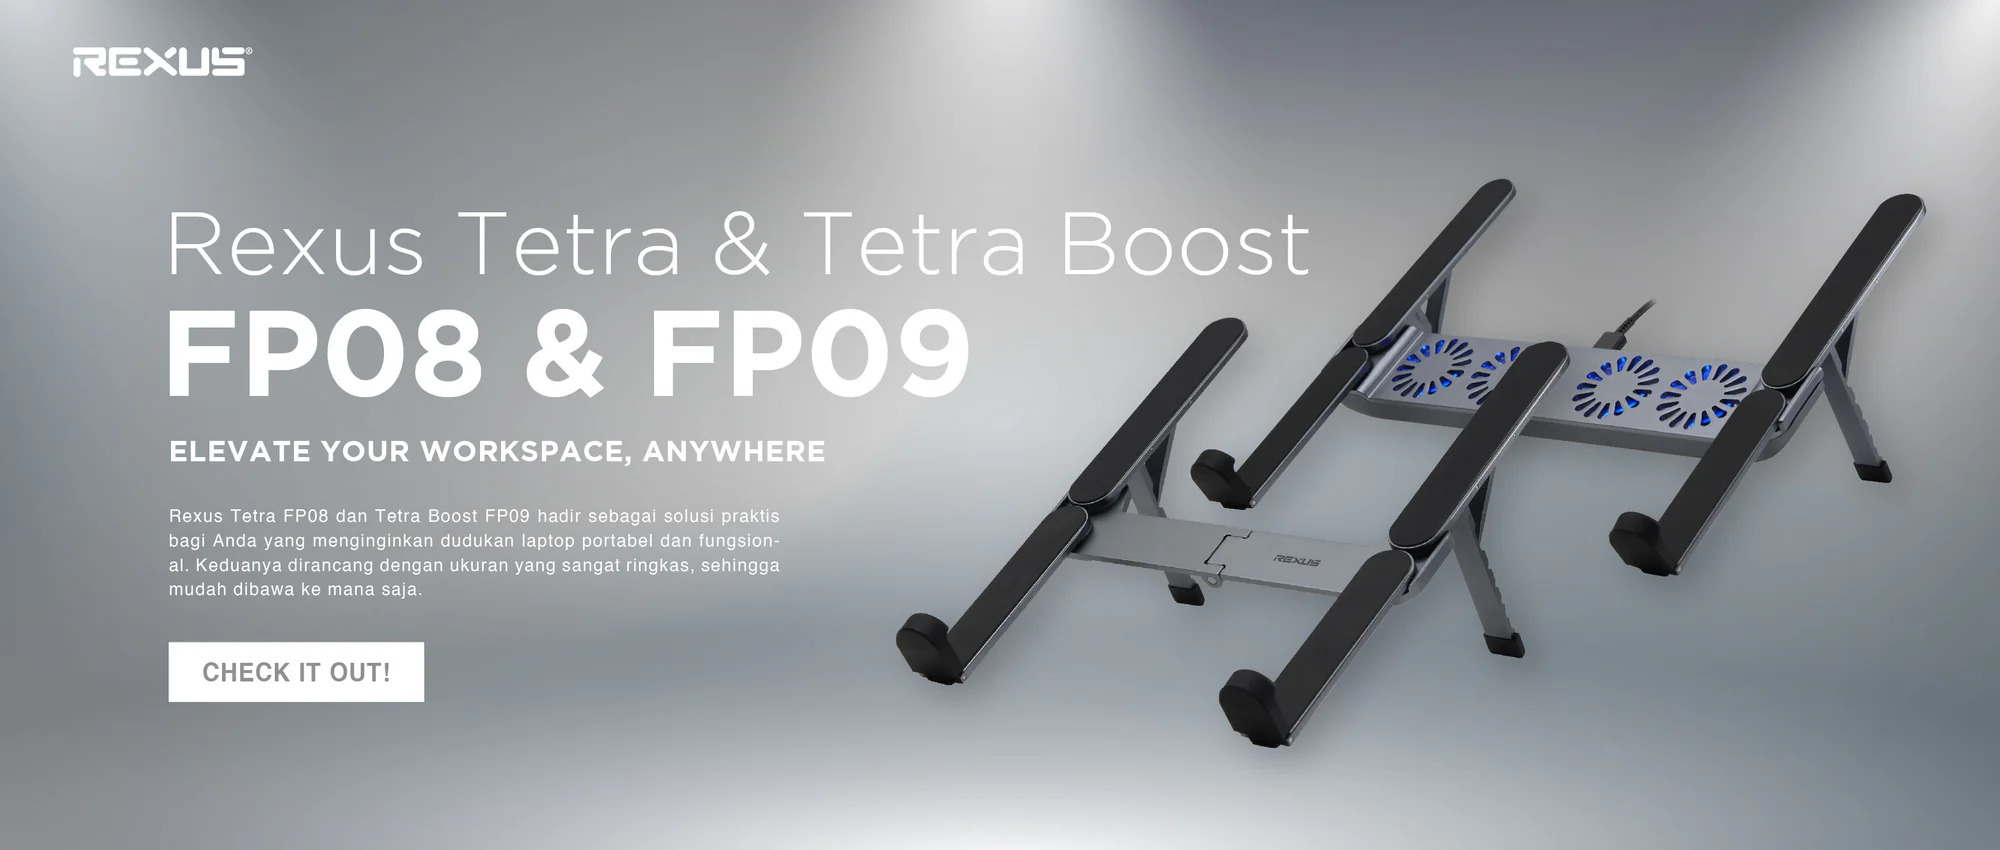 REXUS®
Rexus Tetra & Tetra Boost
FP08 & FP09
ELEVATE YOUR WORKSPACE, ANYWHERE
Rexus Tetra FP08 dan Tetra Boost FP09 hadir sebagai solusi praktis
bagi Anda yang menginginkan dudukan laptop portabel dan fungsion-
al. Keduanya dirancang dengan ukuran yang sangat ringkas, sehingga
mudah dibawa ke mana saja.
CHECK IT OUT!
REXUS